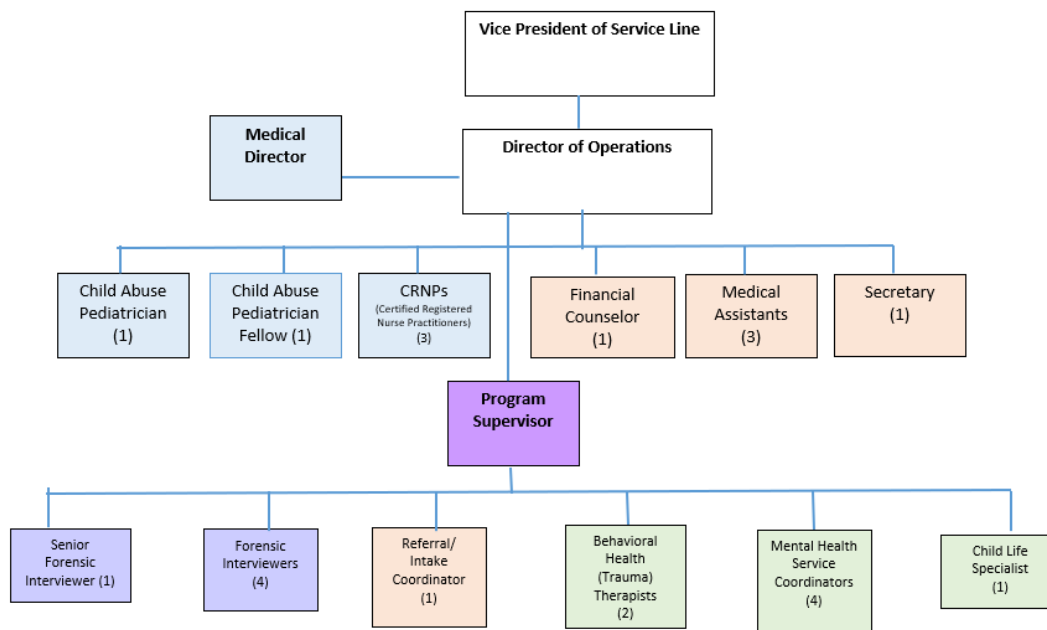 Vice President of Service Line
Medical
Director
Director of Operations
Child Abuse
Pediatrician
(1)
Child Abuse
Pediatrician
Fellow (1)
CRNPs
(Certified Registered
Nurse Practitioners)
(3)
Financial
Counselor
(1)
Medical
Assistants
(3)
Secretary
(1)
Program
Supervisor
Senior
Forensic
Interviewer (1)
Forensic
Interviewers
(4)
Referral/
Intake
Coordinator
(1)
Behavioral
Health
(Trauma)
Therapists
(2)
Mental Health
Service
Coordinators
(4)
Child Life
Specialist
(1)